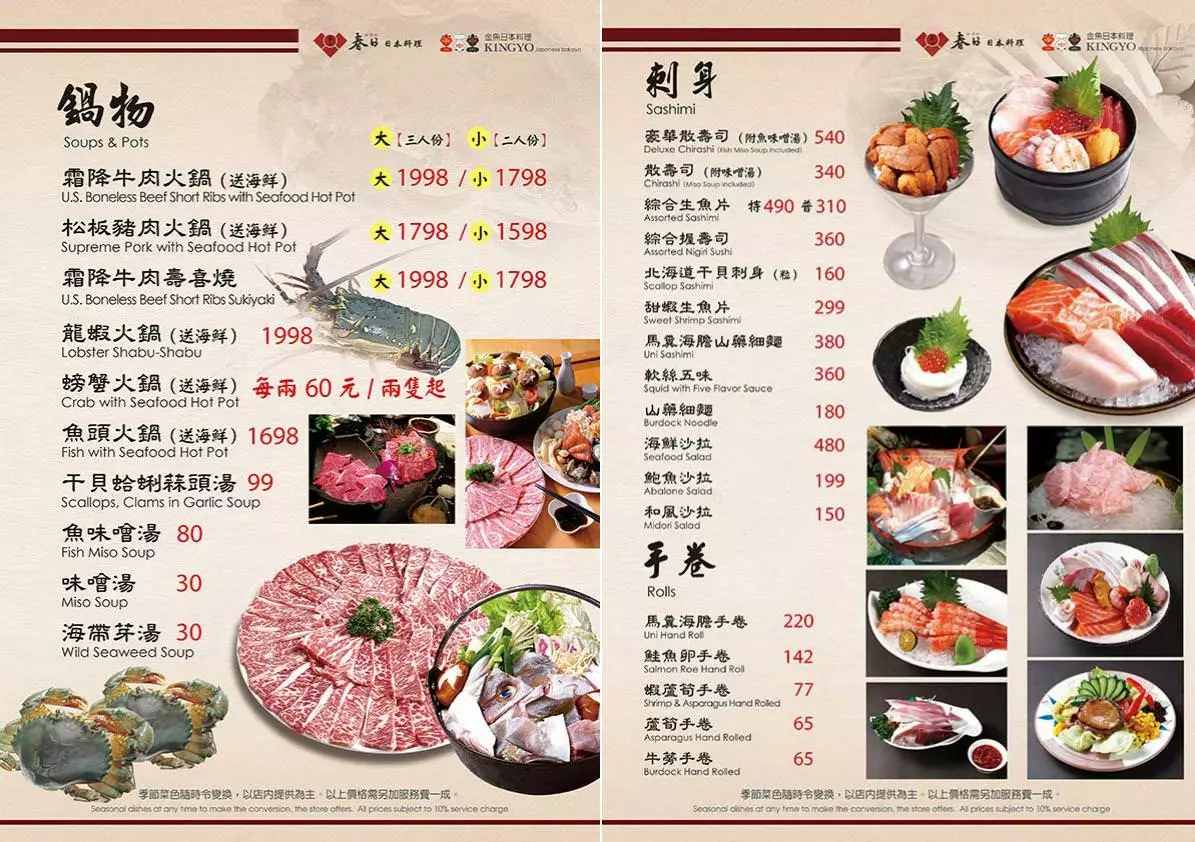 春日 日本料理
金魚日本料理
KINGYO Japanese Izakaya
鍋物
Soups & Pots
大【三人份】 小【二人份】
霜降牛肉火鍋（送海鮮） 大 1998 / 小 1798
U.S. Boneless Beef Short Ribs with Seafood Hot Pot
松板豬肉火鍋（送海鮮） 大 1798 / 小 1598
Supreme Pork with Seafood Hot Pot
霜降牛肉壽喜燒 大 1998 / 小 1798
U.S. Boneless Beef Short Ribs Sukiyaki
龍蝦火鍋（送海鮮） 1998
Lobster Shabu-Shabu
螃蟹火鍋（送海鮮） 每兩 60 元 / 兩隻起
Crab with Seafood Hot Pot
魚頭火鍋（送海鮮） 1698
Fish with Seafood Hot Pot
干貝蛤蜊蒜頭湯 99
Scallops, Clams in Garlic Soup
魚味噌湯 80
Fish Miso Soup
味噌湯 30
Miso Soup
海帶芽湯 30
Wild Seaweed Soup
季節菜色隨時令變換，以店內提供為主。以上價格需另加服務費一成。
Seasonal dishes at any time to make the conversion, the store offers. All prices subject to 10% service charge
春日 日本料理
金魚日本料理
KINGYO Japanese Izakaya
刺身
Sashimi
豪華散壽司（附魚味噌湯） 540
Deluxe Chirashi (Fish Miso Soup Included)
散壽司（附味噌湯） 340
Chirashi (Miso Soup Included)
綜合生魚片 特490 普310
Assorted Sashimi
綜合握壽司 360
Assorted Nigiri Sushi
北海道干貝刺身（粒） 160
Scallop Sashimi
甜蝦生魚片 299
Sweet Shrimp Sashimi
馬糞海膽山藥細麵 380
Uni Sashimi
軟絲五味 360
Squid with Five Flavor Sauce
山藥細麵 180
Burdock Noodle
海鮮沙拉 480
Seafood Salad
鮑魚沙拉 199
Abalone Salad
和風沙拉 150
Midori Salad
手卷
Rolls
馬糞海膽手卷 220
Uni Hand Roll
鮭魚卵手卷 142
Salmon Roe Hand Roll
蝦蘆筍手卷 77
Shrimp & Asparagus Hand Rolled
蘆筍手卷 65
Asparagus Hand Rolled
牛蒡手卷 65
Burdock Hand Rolled
季節菜色隨時令變換，以店內提供為主。以上價格需另加服務費一成。
Seasonal dishes at any time to make the conversion, the store offers. All prices subject to 10% service charge